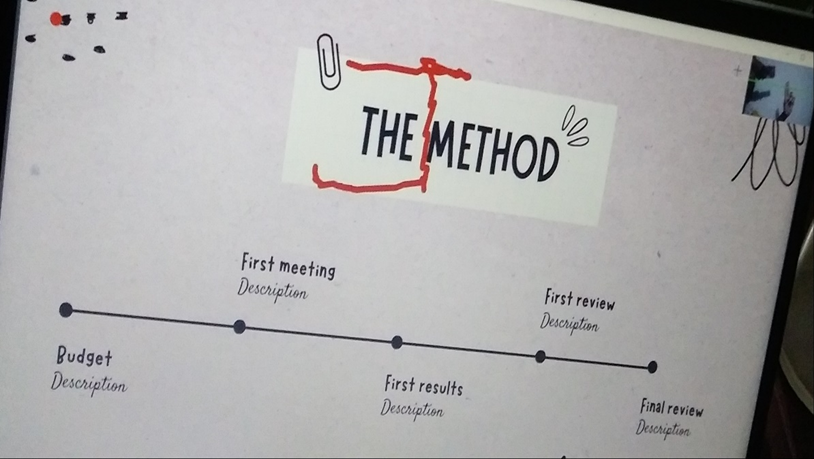 THE METHOD
First meeting
Description
First review
Description
Budget
Description
First results
Description
Final review
Description